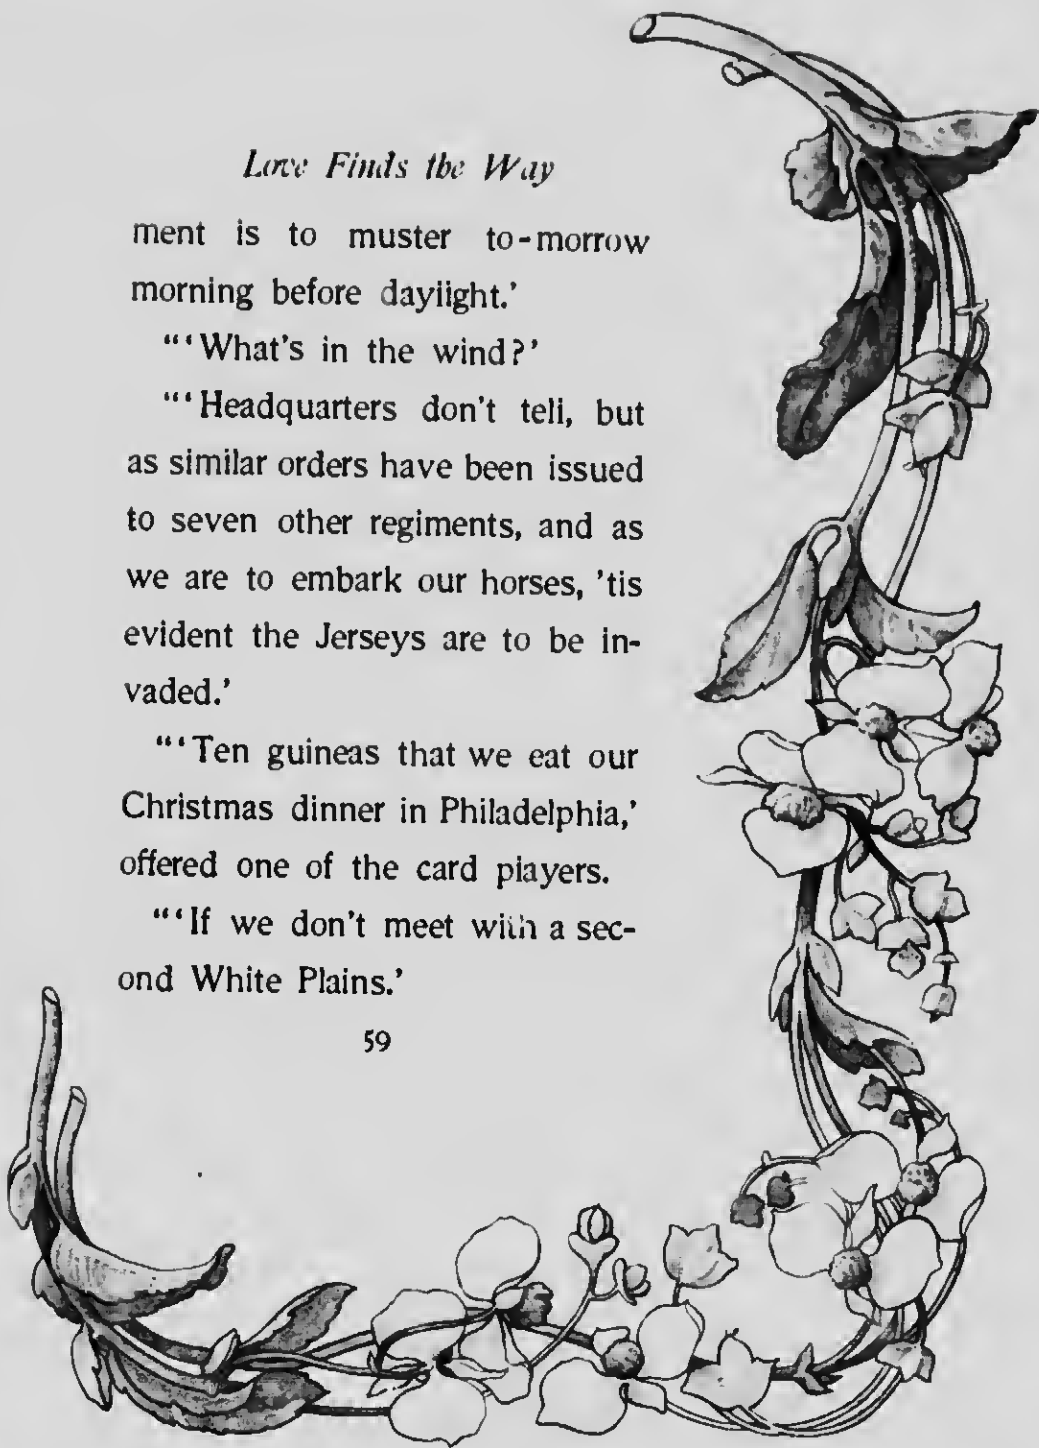 Love Finds the Way
ment is to muster to-morrow
morning before daylight.'
"'What's in the wind?'
"'Headquarters don't tell, but
as similar orders have been issued
to seven other regiments, and as
we are to embark our horses, 'tis
evident the Jerseys are to be in-
vaded.'
"'Ten guineas that we eat our
Christmas dinner in Philadelphia,'
offered one of the card players.
"'If we don't meet with a sec-
ond White Plains.'
59